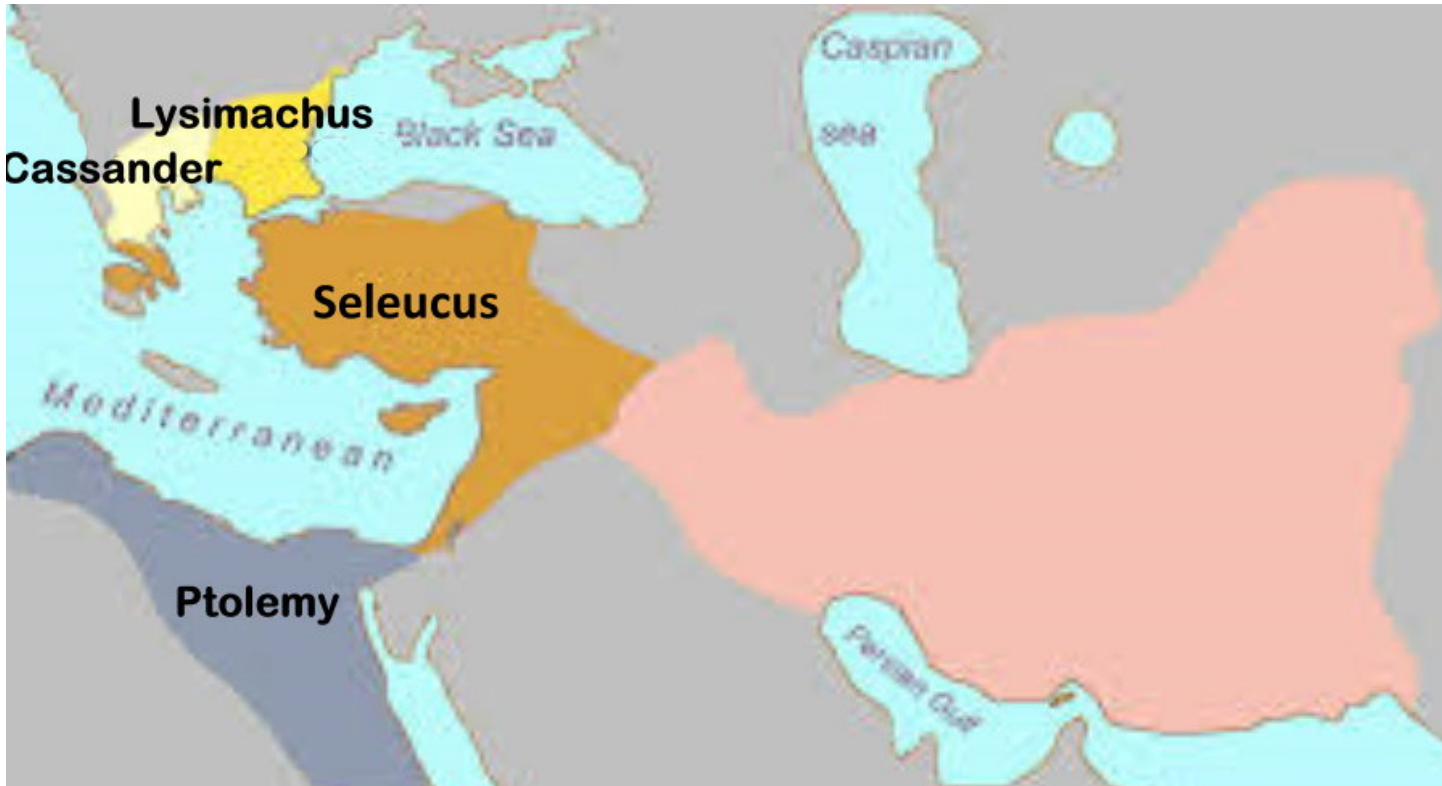 Caspian
sea
Lysimachus
Black Sea
Cassander
Seleucus
Mediterranean
Ptolemy
Persian Gulf